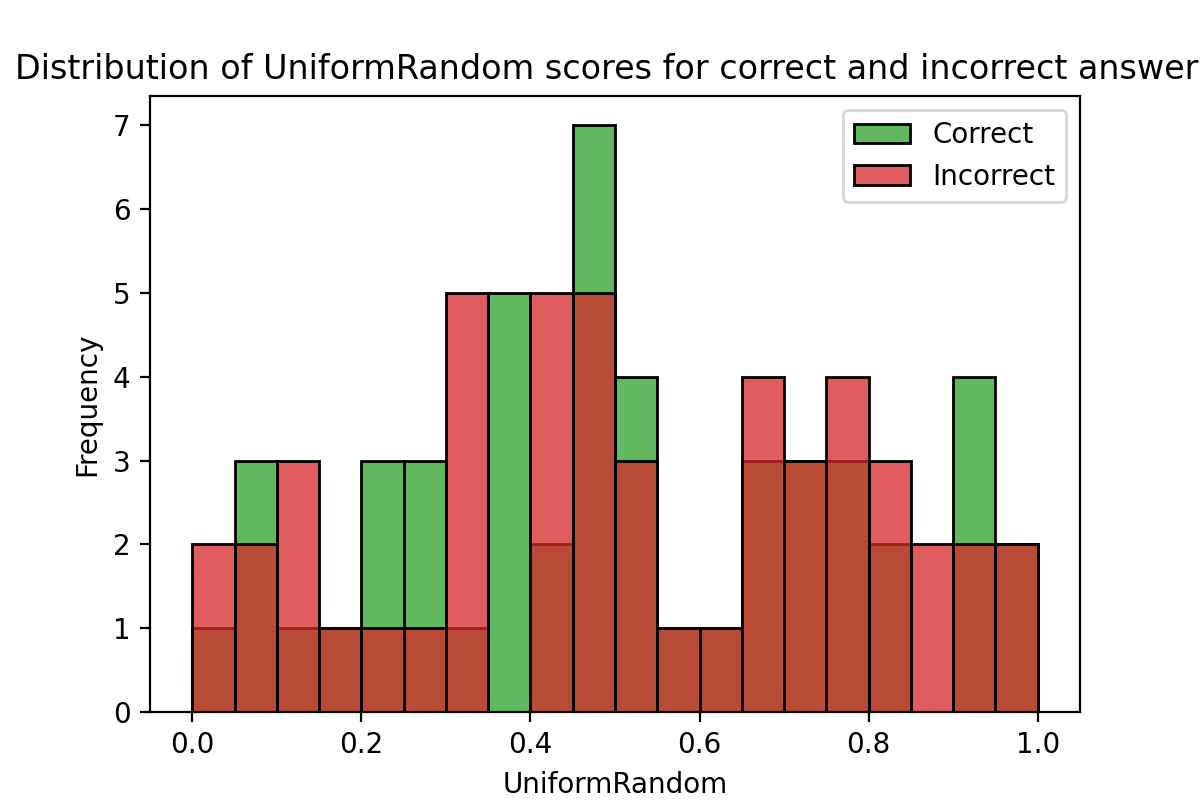 Distribution of UniformRandom scores for correct and incorrect answer
Correct
Incorrect
Frequency
7
6
5
4
3
2
1
0
0.0 0.2 0.4 0.6 0.8 1.0
UniformRandom